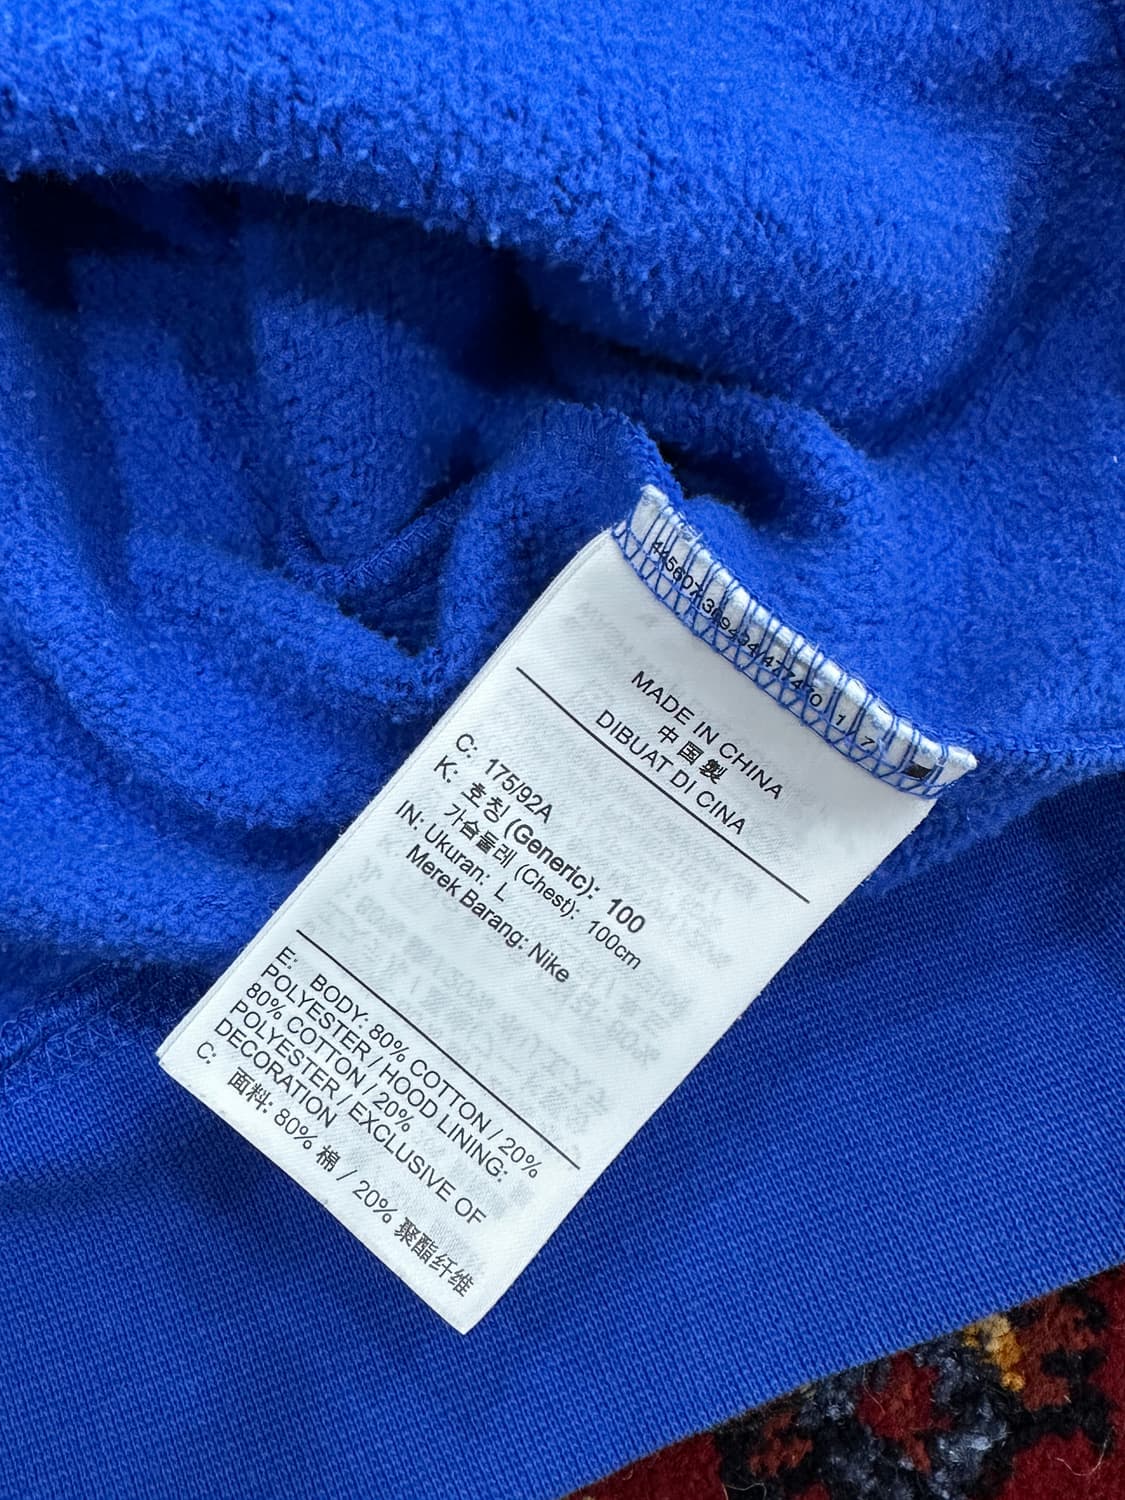 MADE IN CHINA
中国製
DIBUAT DI CINA
C: 175/92A
K: 호칭 (Generic): 100
가슴둘레 (Chest): 100cm
IN: Ukuran: L
Merek Barang: Nike
E: BODY: 80% COTTON / 20%
POLYESTER / HOOD LINING:
80% COTTON / 20%
POLYESTER / EXCLUSIVE OF
DECORATION
C: 面料: 80% 棉 / 20% 聚酯纤维